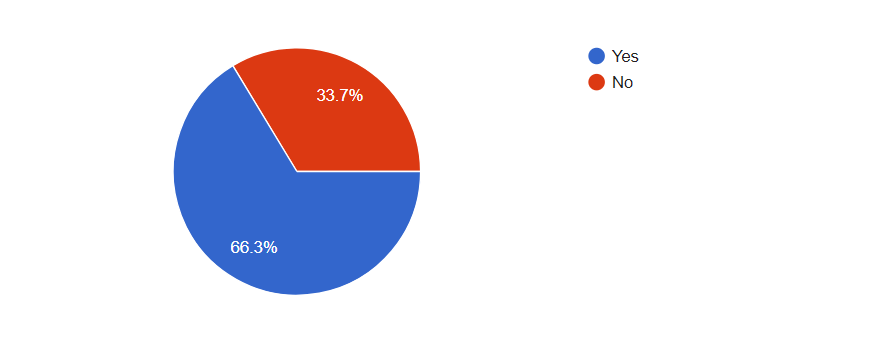 Yes
No
33.7%
66.3%